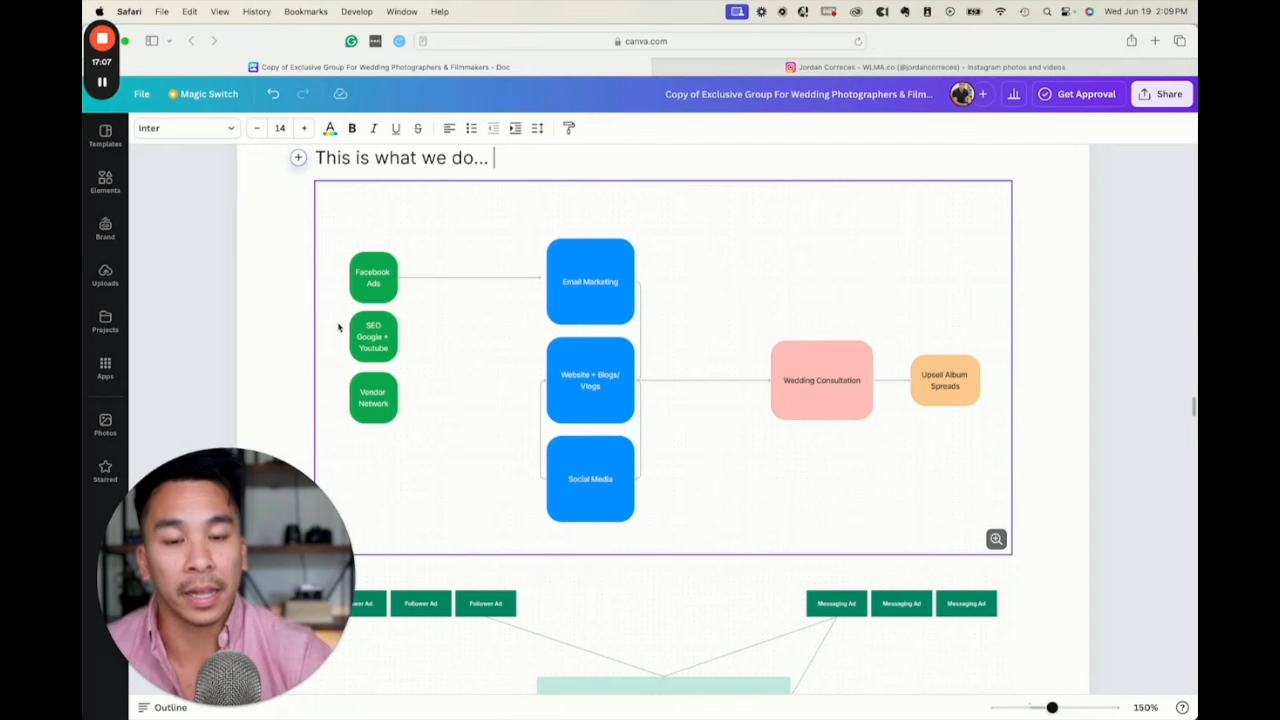 Safari File Edit View History Bookmarks Develop Window Help
Wed Jun 19 2:09 PM
17:07
canva.com
Copy of Exclusive Group For Wedding Photographers & Filmmakers - Doc
Jordan Correces - WLMA.co (@jordancorreces) • Instagram photos and videos
File Magic Switch
Copy of Exclusive Group For Wedding Photographers & Film...
Get Approval
Share
Inter
14
Templates
Elements
Brand
Uploads
Projects
Apps
Photos
Starred
This is what we do...
Facebook
Ads
SEO
Google +
Youtube
Vendor
Network
Email Marketing
Website + Blogs/
Vlogs
Social Media
Wedding Consultation
Upsell Album
Spreads
Follower Ad
Follower Ad
Messaging Ad
Messaging Ad
Messaging Ad
Outline
150%